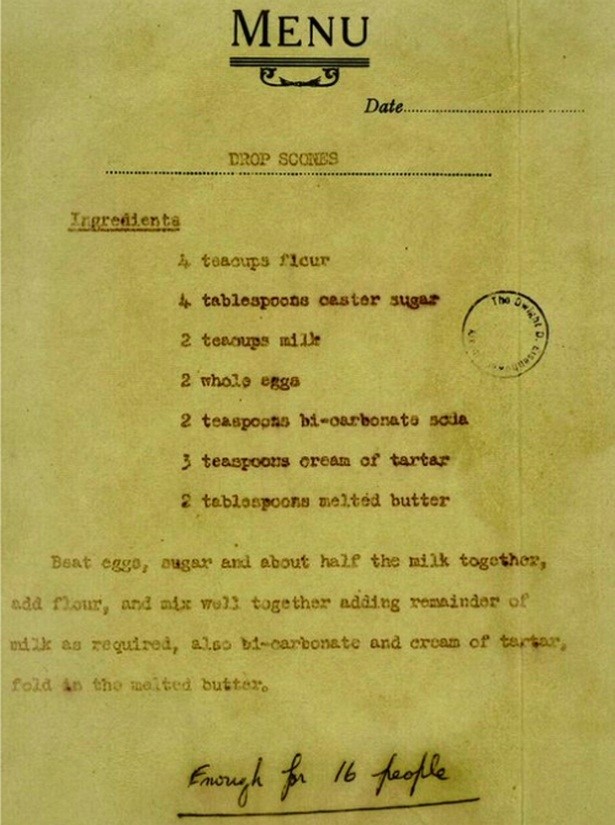 MENU
Date
DROP SCONES
Ingredients
4 teacups flour
4 tablespoons caster sugar
2 teacups milk
2 whole eggs
2 teaspoons bi-carbonate soda
3 teaspoons cream of tartar
2 tablespoons melted butter
The Dwight D.
Beat eggs, sugar and about half the milk together,
add flour, and mix well together adding remainder of
milk as required, also bi-carbonate and cream of tartar,
fold in the melted butter.
Enough for 16 people